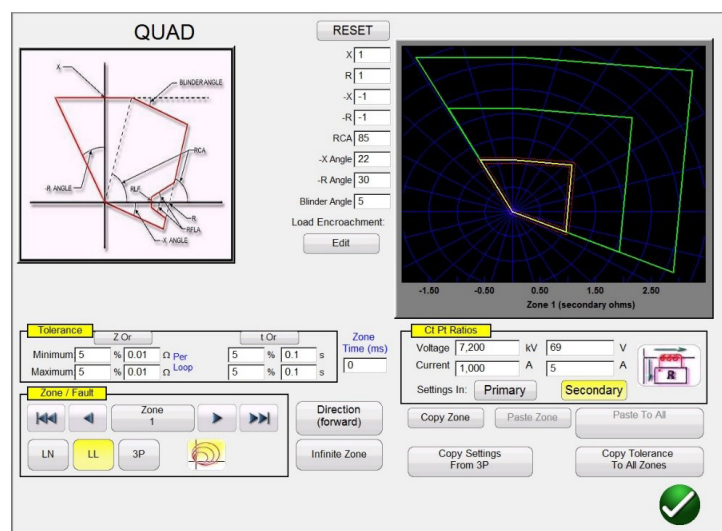 QUAD
X
BLINDER ANGLE
RCA
-R ANGLE
RLF
-R
RFLA
-X ANGLE
RESET
X 1
R 1
-X -1
-R -1
RCA 85
-X Angle 22
-R Angle 30
Blinder Angle 5
Load Encroachment:
Edit
-1.50 -0.50 0.50 1.50 2.50
Zone 1 (secondary ohms)
Tolerance
Z Or
t Or
Minimum 5 % 0.01 Ω Per 5 % 0.1 s
Maximum 5 % 0.01 Ω Loop 5 % 0.1 s
Zone
Time (ms)
0
Ct Pt Ratios
Voltage 7,200 kV 69 V
Current 1,000 A 5 A
Settings In: Primary Secondary
R
Zone / Fault
Zone
1
LN LL 3P
Direction
(forward)
Infinite Zone
Copy Zone Paste Zone Paste To All
Copy Settings
From 3P
Copy Tolerance
To All Zones